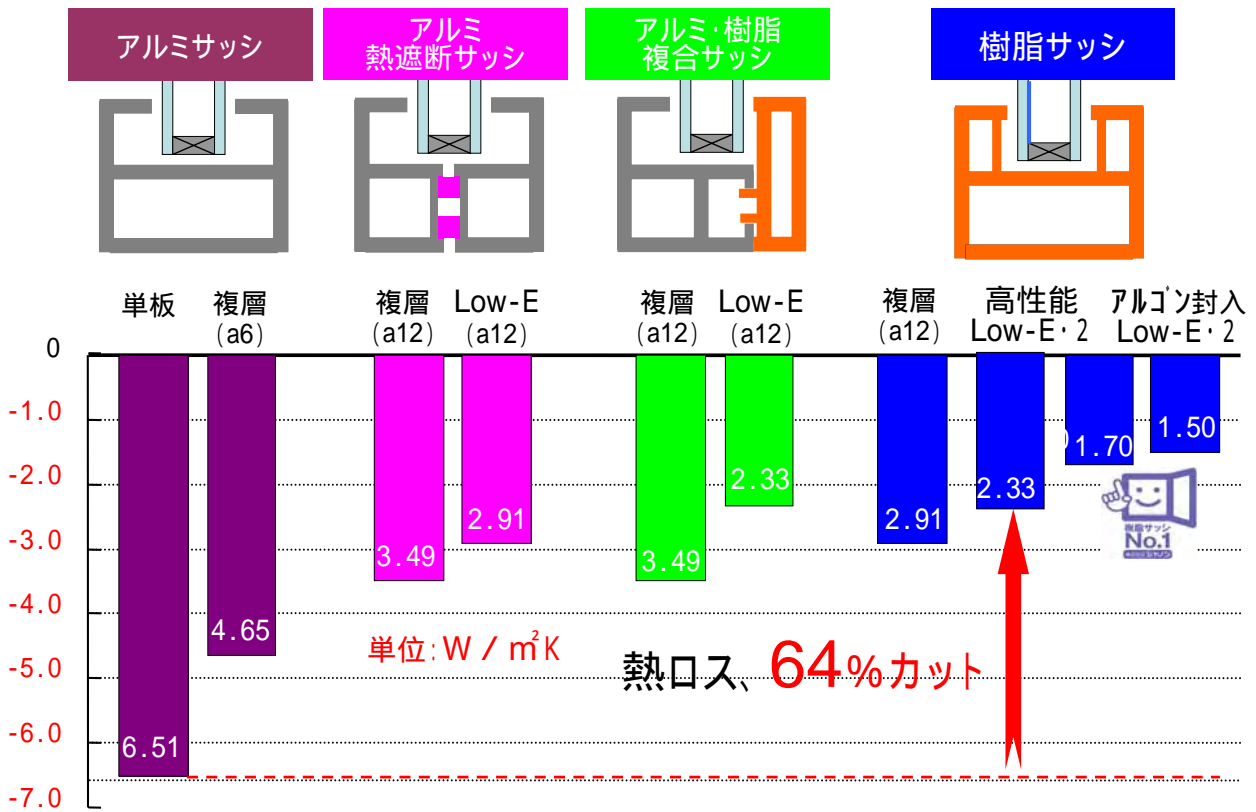 アルミサッシ
アルミ
熱遮断サッシ
アルミ・樹脂
複合サッシ
樹脂サッシ
単板
複層
(a6)
複層
(a12)
Low-E
(a12)
複層
(a12)
Low-E
(a12)
複層
(a12)
高性能
Low-E・2
アルゴン封入
Low-E・2
0
-1.0
-2.0
-3.0
-4.0
-5.0
-6.0
-7.0
6.51
4.65
3.49
2.91
3.49
2.33
2.91
2.33
1.70
1.50
樹脂サッシ
No.1
単位:W/㎡K
熱ロス、64%カット